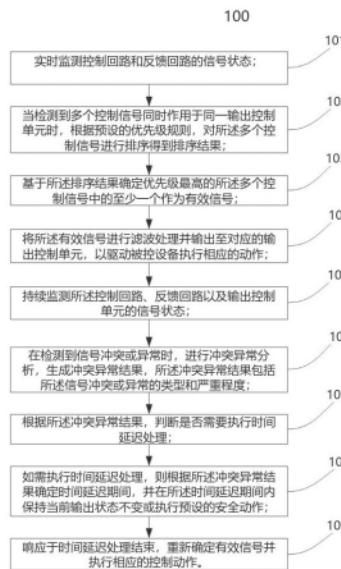 100
实时监测控制回路和反馈回路的信号状态；
当检测到多个控制信号同时作用于同一输出控制
单元时，根据预设的优先级规则，对所述多个控
制信号进行排序得到排序结果；
基于所述排序结果确定优先级最高的所述多个控
制信号中的至少一个作为有效信号；
将所述有效信号进行滤波处理并输出至对应的输
出控制单元，以驱动被控设备执行相应的动作；
持续监测所述控制回路、反馈回路以及输出控制
单元的信号状态；
在检测到信号冲突或异常时，进行冲突异常分
析，生成冲突异常结果，所述冲突异常结果包括
所述信号冲突或异常的类型和严重程度；
根据所述冲突异常结果，判断是否需要执行时间
延迟处理；
如需执行时间延迟处理，则根据所述冲突异常结
果确定时间延迟期间，并在所述时间延迟期间内
保持当前输出状态不变或执行预设的安全动作；
响应于时间延迟处理结束，重新确定有效信号并
执行相应的控制动作。